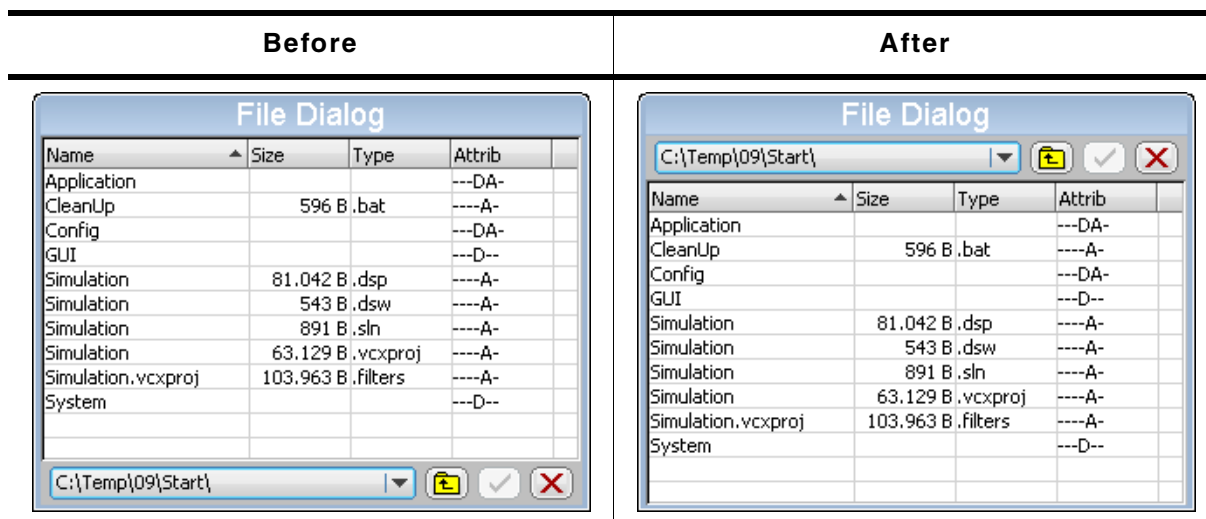 Before After
File Dialog
Name Size Type Attrib
Application ---DA-
CleanUp 596 B .bat ----A-
Config ---DA-
GUI ---D--
Simulation 81.042 B .dsp ----A-
Simulation 543 B .dsw ----A-
Simulation 891 B .sln ----A-
Simulation 63.129 B .vcxproj ----A-
Simulation.vcxproj 103.963 B .filters ----A-
System ---D--
C:\Temp\09\Start\
File Dialog
C:\Temp\09\Start\
Name Size Type Attrib
Application ---DA-
CleanUp 596 B .bat ----A-
Config ---DA-
GUI ---D--
Simulation 81.042 B .dsp ----A-
Simulation 543 B .dsw ----A-
Simulation 891 B .sln ----A-
Simulation 63.129 B .vcxproj ----A-
Simulation.vcxproj 103.963 B .filters ----A-
System ---D--